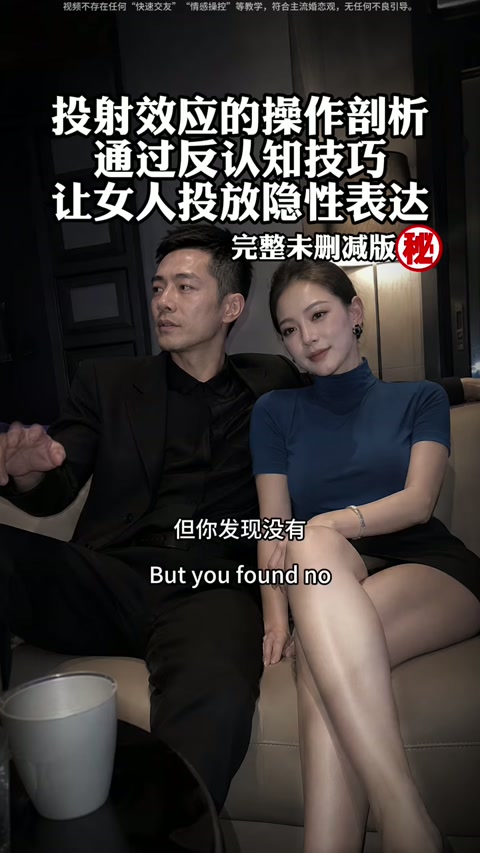 视频不存在任何“快速交友”“情感操控”等教学，符合主流婚恋观，无任何不良引导。
投射效应的操作剖析
通过反认知技巧
让女人投放隐性表达
完整未删减版 秘
但你发现没有
But you found no